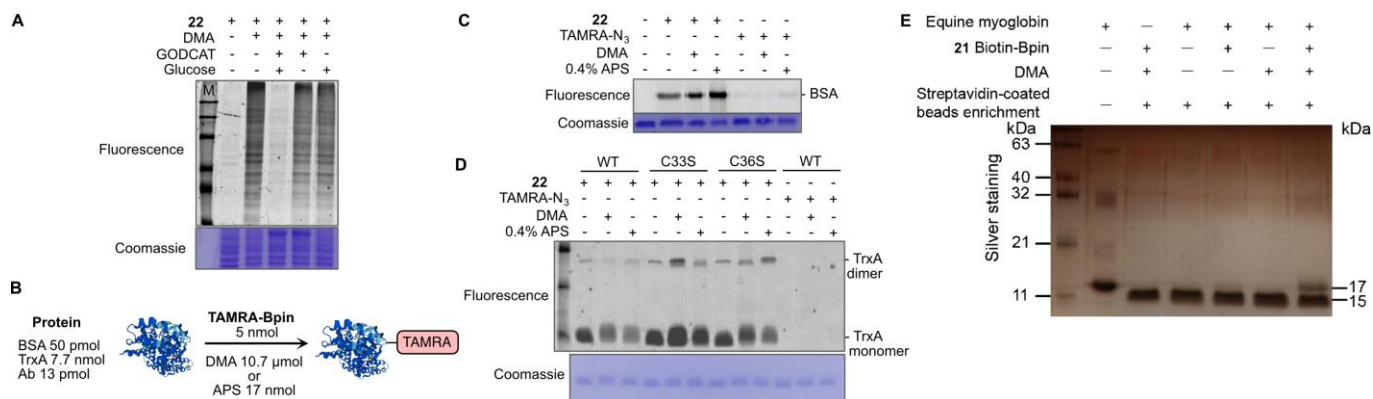 A
22 + + + + +
DMA - + + + +
GODCAT - - + + -
Glucose - - + - +
M
Fluorescence
Coomassie
B
Protein
BSA 50 pmol
TrxA 7.7 nmol
Ab 13 pmol
TAMRA-Bpin
5 nmol
DMA 10.7 µmol
or
APS 17 nmol
TAMRA
C
22 - + + + - - -
TAMRA-N₃ - - - - + + +
DMA - - + - - + -
0.4% APS - - - + - - +
Fluorescence
- BSA
Coomassie
D
WT C33S C36S WT
22 + + + + + + + + + - - -
TAMRA-N₃ - - - - - - - - - + + +
DMA - + - - + - - + - - + -
0.4% APS - - + - - + - - + - - +
Fluorescence
TrxA
dimer
TrxA
monomer
Coomassie
E
Equine myoglobin + — + + + +
21 Biotin-Bpin — + — + — +
DMA — + — — + +
Streptavidin-coated
beads enrichment — + + + + +
kDa
kDa
63
40
32
21
11
Silver staining
17
15